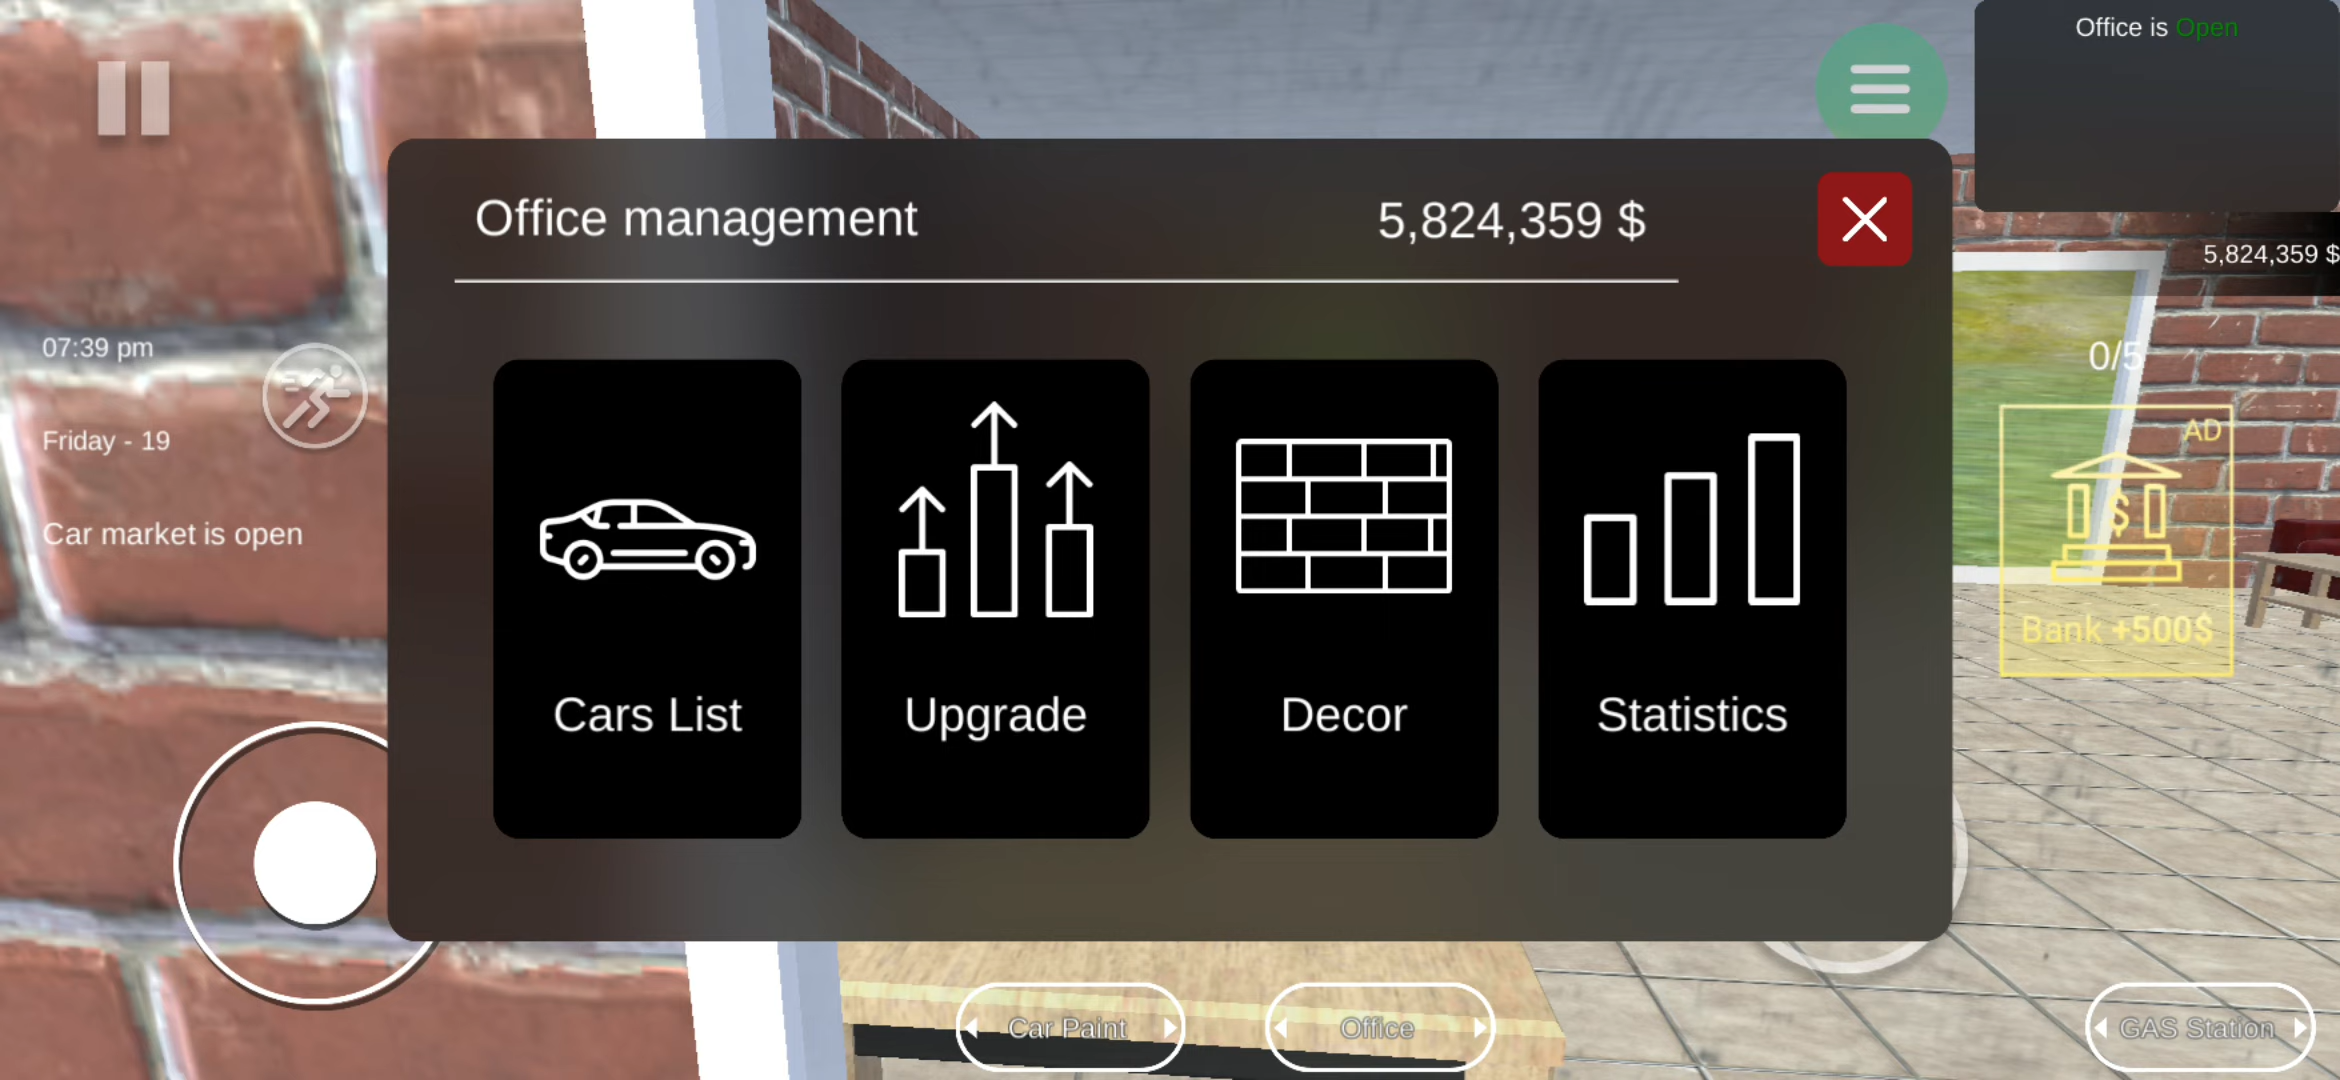 Office is Open
Office management
5,824,359 $
5,824,359 $
07:39 pm
Friday - 19
Car market is open
0/5
AD
Bank +500$
Cars List
Upgrade
Decor
Statistics
Car Paint
Office
GAS Station